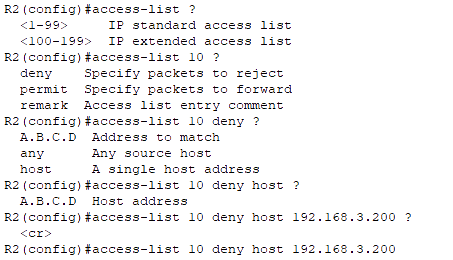 R2(config)#access-list ?
  <1-99>     IP standard access list
  <100-199>  IP extended access list
R2(config)#access-list 10 ?
  deny    Specify packets to reject
  permit  Specify packets to forward
  remark  Access list entry comment
R2(config)#access-list 10 deny ?
  A.B.C.D  Address to match
  any      Any source host
  host     A single host address
R2(config)#access-list 10 deny host ?
  A.B.C.D  Host address
R2(config)#access-list 10 deny host 192.168.3.200 ?
  <cr>
R2(config)#access-list 10 deny host 192.168.3.200